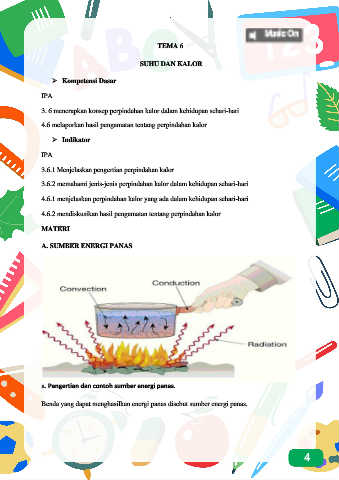 Music On
TEMA 6
SUHU DAN KALOR
➢ Kompetensi Dasar
IPA
3. 6 menerapkan konsep perpindahan kalor dalam kehidupan sehari-hari
4.6 melaporkan hasil pengamatan tentang perpindahan kalor
➢ Indikator
IPA
3.6.1 Menjelaskan pengertian perpindahan kalor
3.6.2 memahami jenis-jenis perpindahan kalor dalam kehidupan sehari-hari
4.6.1 menjelaskan perpindahan kalor yang ada dalam kehidupan sehari-hari
4.6.2 mendiskusikan hasil pengamatan tentang perpindahan kalor
MATERI
A. SUMBER ENERGI PANAS
Convection
Conduction
Radiation
a. Pengertian dan contoh sumber energi panas.
Benda yang dapat menghasilkan energi panas disebut sumber energi panas.
4